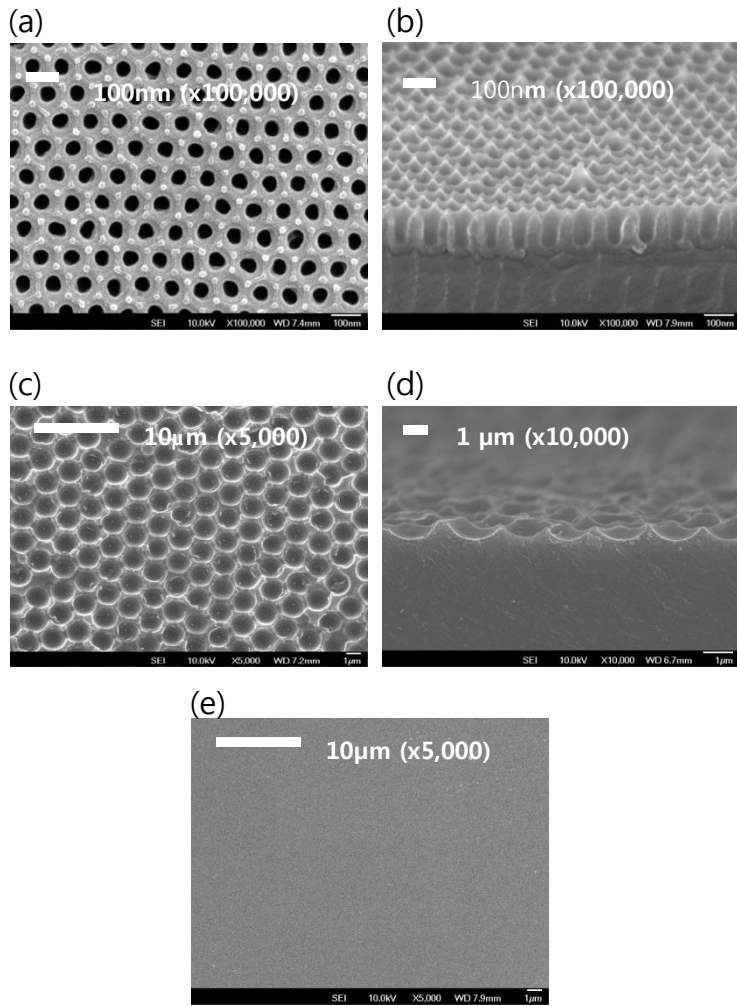 (a)
(b)
100nm (x100,000)
100nm (x100,000)
SEI 10.0kV X100,000 WD 7.4mm 100nm
SEI 10.0kV X100,000 WD 7.9mm 100nm
(c)
(d)
10μm (x5,000)
1 μm (x10,000)
SEI 10.0kV X5,000 WD 7.2mm 1μm
SEI 10.0kV X10,000 WD 6.7mm 1μm
(e)
10μm (x5,000)
SEI 10.0kV X5,000 WD 7.9mm 1μm